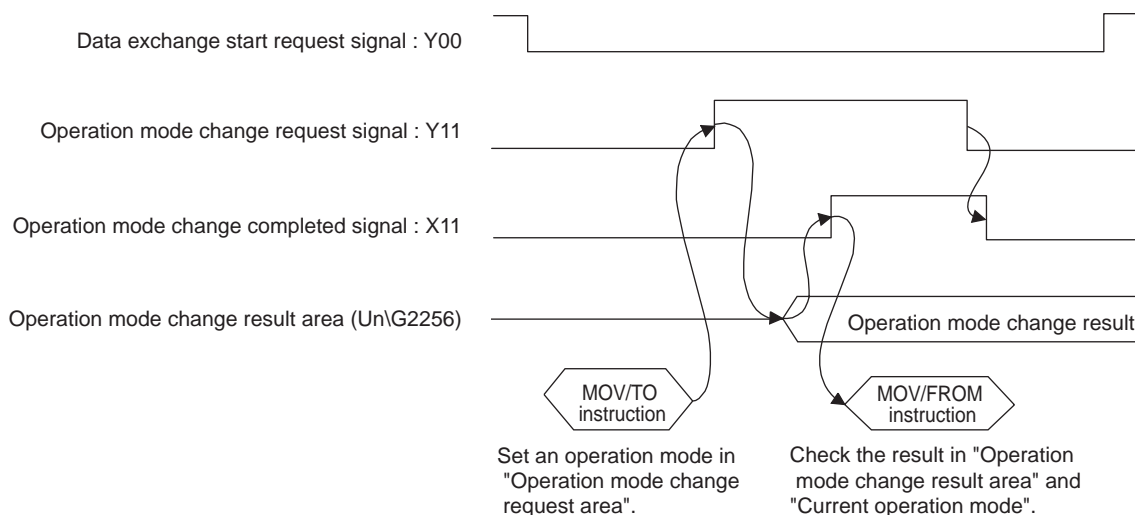 Data exchange start request signal : Y00
Operation mode change request signal : Y11
Operation mode change completed signal : X11
Operation mode change result area (Un\G2256)
Operation mode change result
MOV/TO
instruction
MOV/FROM
instruction
Set an operation mode in
"Operation mode change
request area".
Check the result in "Operation
mode change result area" and
"Current operation mode".